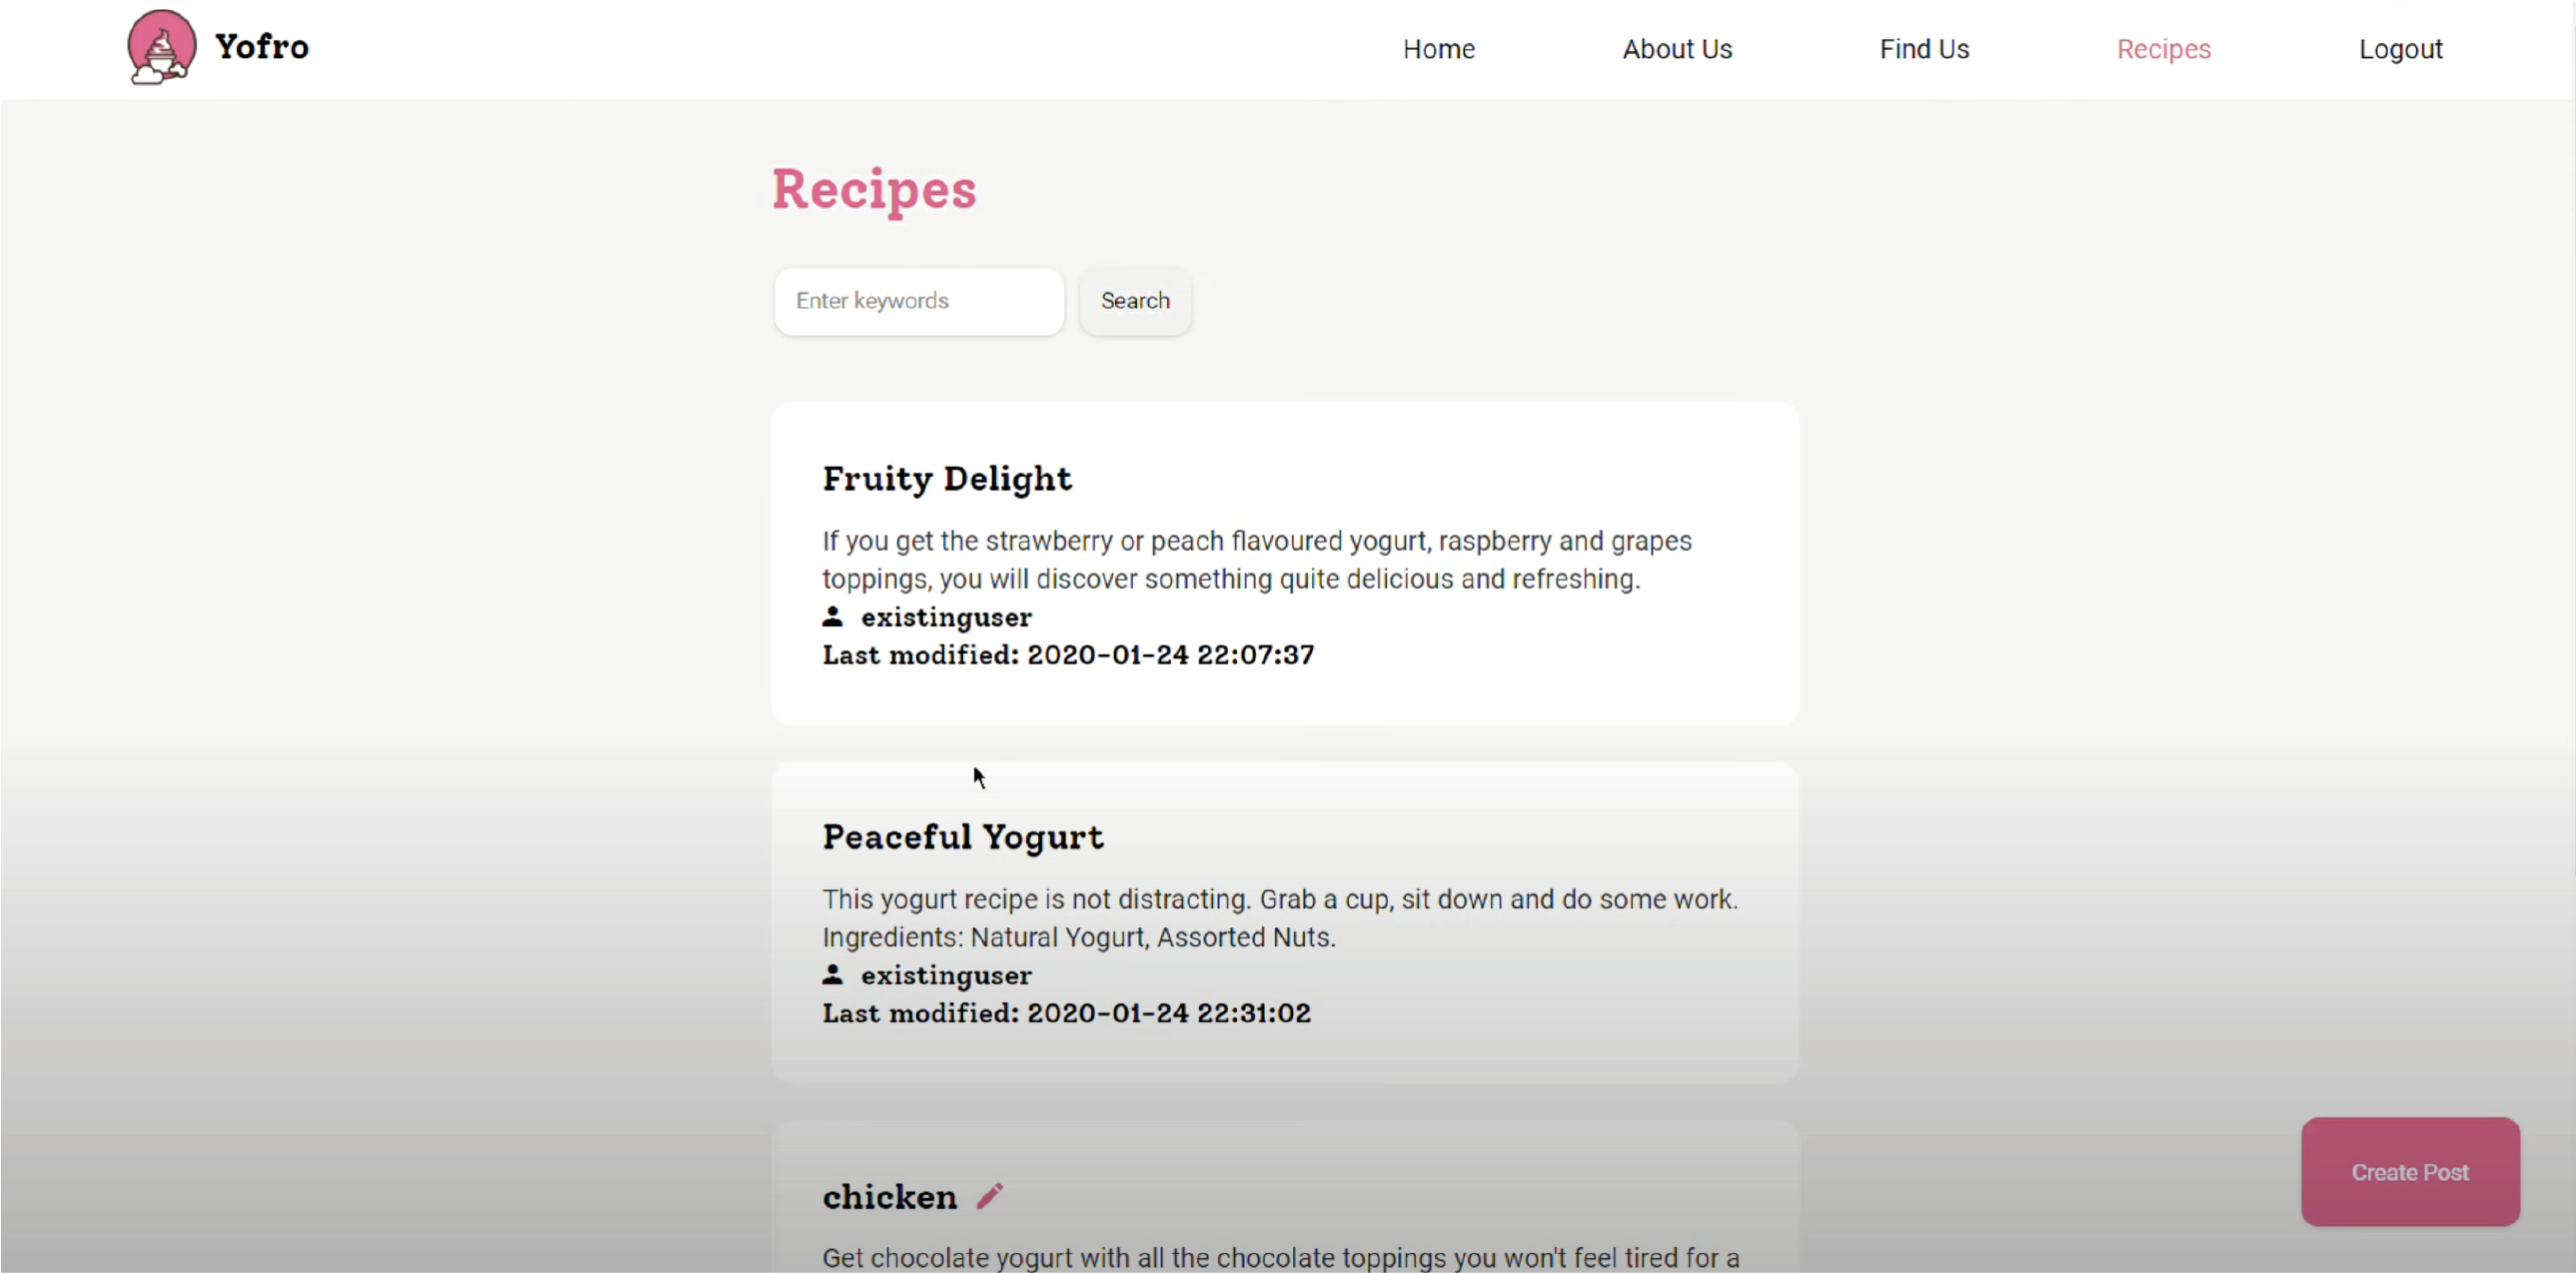 Yofro
Home About Us Find Us Recipes Logout
Recipes
Enter keywords Search
Fruity Delight
If you get the strawberry or peach flavoured yogurt, raspberry and grapes
toppings, you will discover something quite delicious and refreshing.
existinguser
Last modified: 2020-01-24 22:07:37
Peaceful Yogurt
This yogurt recipe is not distracting. Grab a cup, sit down and do some work.
Ingredients: Natural Yogurt, Assorted Nuts.
existinguser
Last modified: 2020-01-24 22:31:02
Create Post
chicken
Get chocolate yogurt with all the chocolate toppings you won't feel tired for a